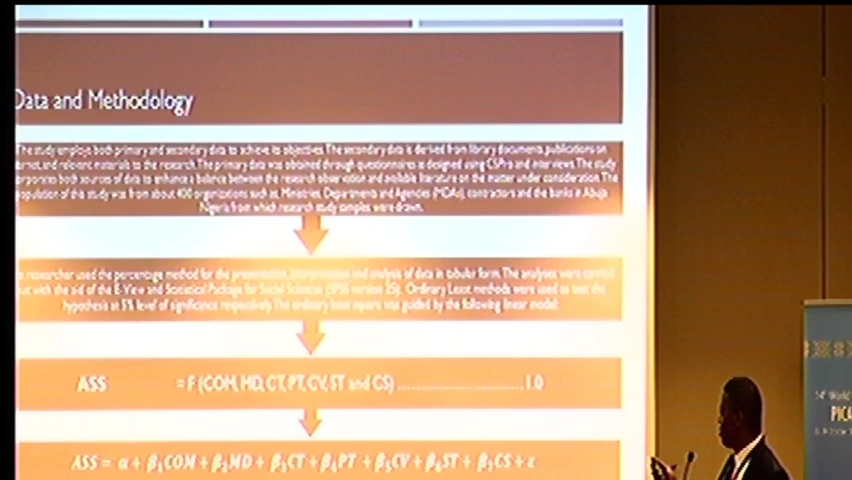 Data and Methodology
The study employs both primary and secondary data to achieve its objectives. The secondary data is derived from library documents, publications on
and relevant materials to the research. The primary data was obtained through questionnaires as designed using CSPro and interviews. The study
both sources of data to enhance a balance between the research observation and available literature on the matter under consideration. The
population of this study was from about 400 organizations such as Ministries, Departments and Agencies (MDAs), contractors and the banks in Abuja
Nigeria from which research study samples were drawn.
researcher used the percentage method for the presentation, interpretation and analysis of data in tabular form. The analyses were carried
with the aid of the E-View and Statistical Package for Social Sciences (SPSS version 25). Ordinary Least methods were used to test the
hypothesis at 5% level of significance respectively. The ordinary least square was guided by the following linear model:
ASS = F (COM, MD, CT, PT, CV, ST and CS) ..............................1.0
ASS = α + β₁COM + β₂MD + β₃CT + β₄PT + β₅CV + β₆ST + β₇CS + ε
14th World